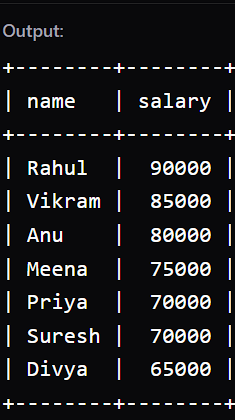 Output:
+--------+--------+
| name   | salary |
+--------+--------+
| Rahul  |  90000 |
| Vikram |  85000 |
| Anu    |  80000 |
| Meena  |  75000 |
| Priya  |  70000 |
| Suresh |  70000 |
| Divya  |  65000 |
+--------+--------+